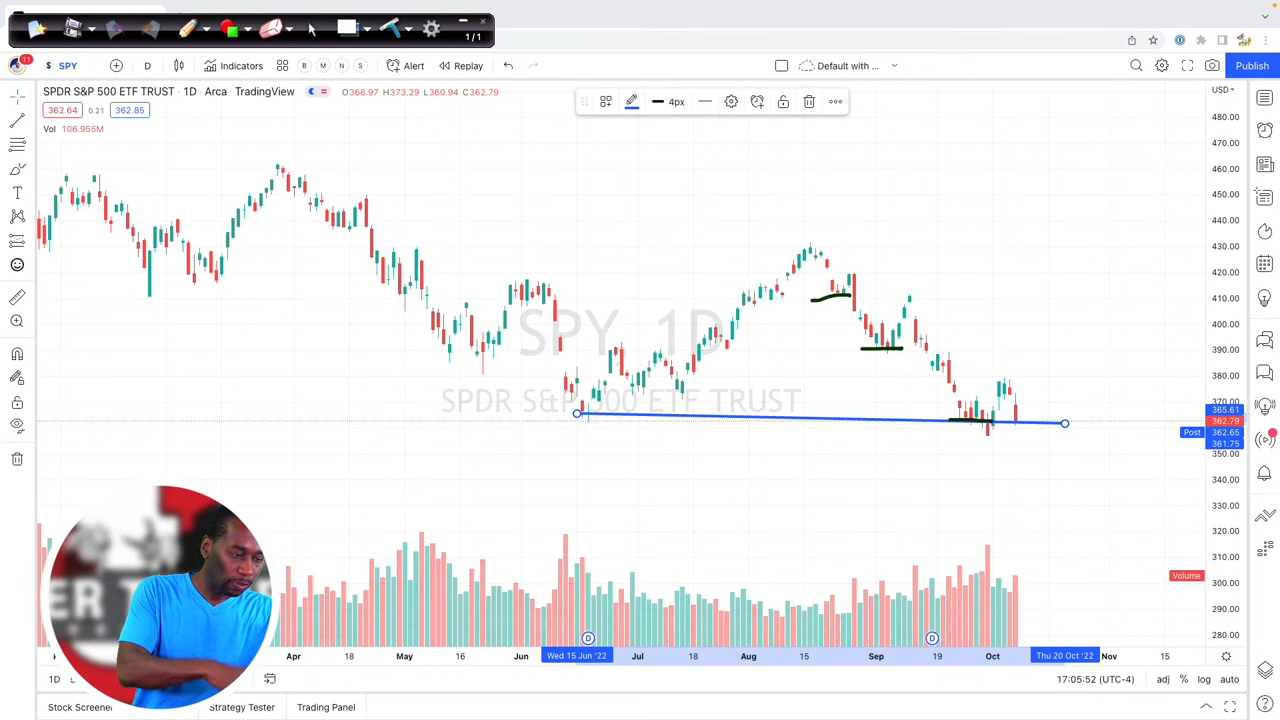 1 / 1
11
SPY
D
Indicators
B M N S
Alert
Replay
Default with ...
Publish
SPDR S&P 500 ETF TRUST · 1D · Arca TradingView
O368.97 H373.29 L360.94 C362.79
362.64 0.21 362.85
Vol 106.955M
4px
USD
480.00
470.00
460.00
450.00
440.00
430.00
420.00
410.00
400.00
390.00
380.00
370.00
365.61
362.79
Post 362.65
361.75
350.00
340.00
330.00
320.00
310.00
300.00
290.00
280.00
SPY, 1D
SPDR S&P 500 ETF TRUST
Volume
D D
Apr 18 May 16 Jun Wed 15 Jun '22 Jul 18 Aug 15 Sep 19 Oct Thu 20 Oct '22 Nov 15
1D
17:05:52 (UTC-4) adj % log auto
Stock Screener Strategy Tester Trading Panel